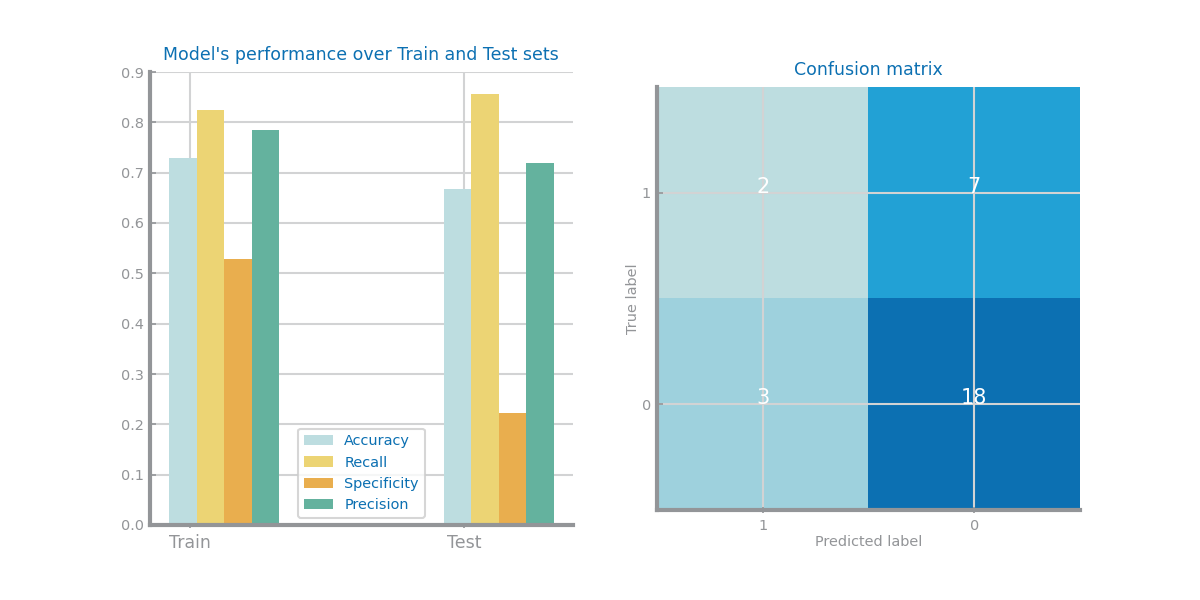 Model's performance over Train and Test sets
0.9
0.8
0.7
0.6
0.5
0.4
0.3
0.2
0.1
0.0
Accuracy
Recall
Specificity
Precision
Train
Test
Confusion matrix
True label
1
0
2
7
3
18
1
0
Predicted label